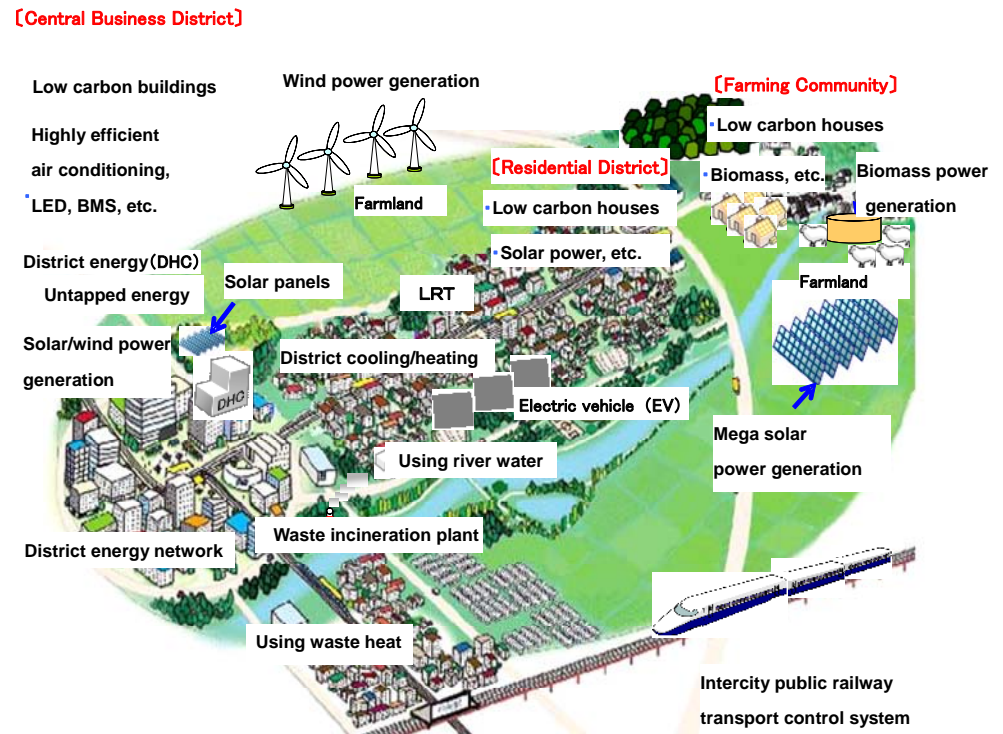 〔Central Business District〕
Low carbon buildings
Highly efficient
air conditioning,
LED, BMS, etc.
Wind power generation
〔Farming Community〕
・Low carbon houses
・Biomass, etc.
Biomass power
generation
〔Residential District〕
・Low carbon houses
・Solar power, etc.
Farmland
District energy(DHC)
Untapped energy
Solar panels
LRT
Farmland
Solar/wind power
generation
District cooling/heating
DHC
Electric vehicle（EV）
Mega solar
power generation
Using river water
Waste incineration plant
District energy network
Using waste heat
Intercity public railway
transport control system